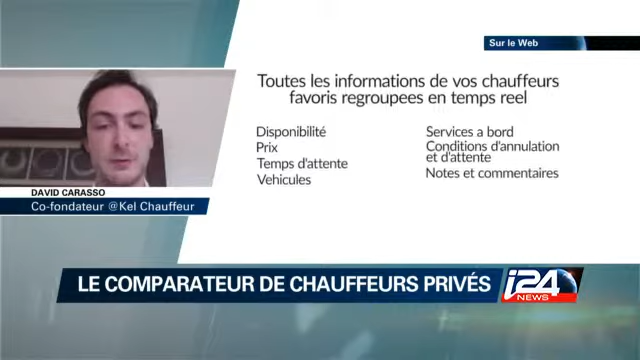 Sur le Web
Toutes les informations de vos chauffeurs
favoris regroupees en temps reel
Disponibilité
Prix
Temps d'attente
Vehicules
Services a bord
Conditions d'annulation
et d'attente
Notes et commentaires
DAVID CARASSO
Co-fondateur @Kel Chauffeur
LE COMPARATEUR DE CHAUFFEURS PRIVÉS
i24
NEWS